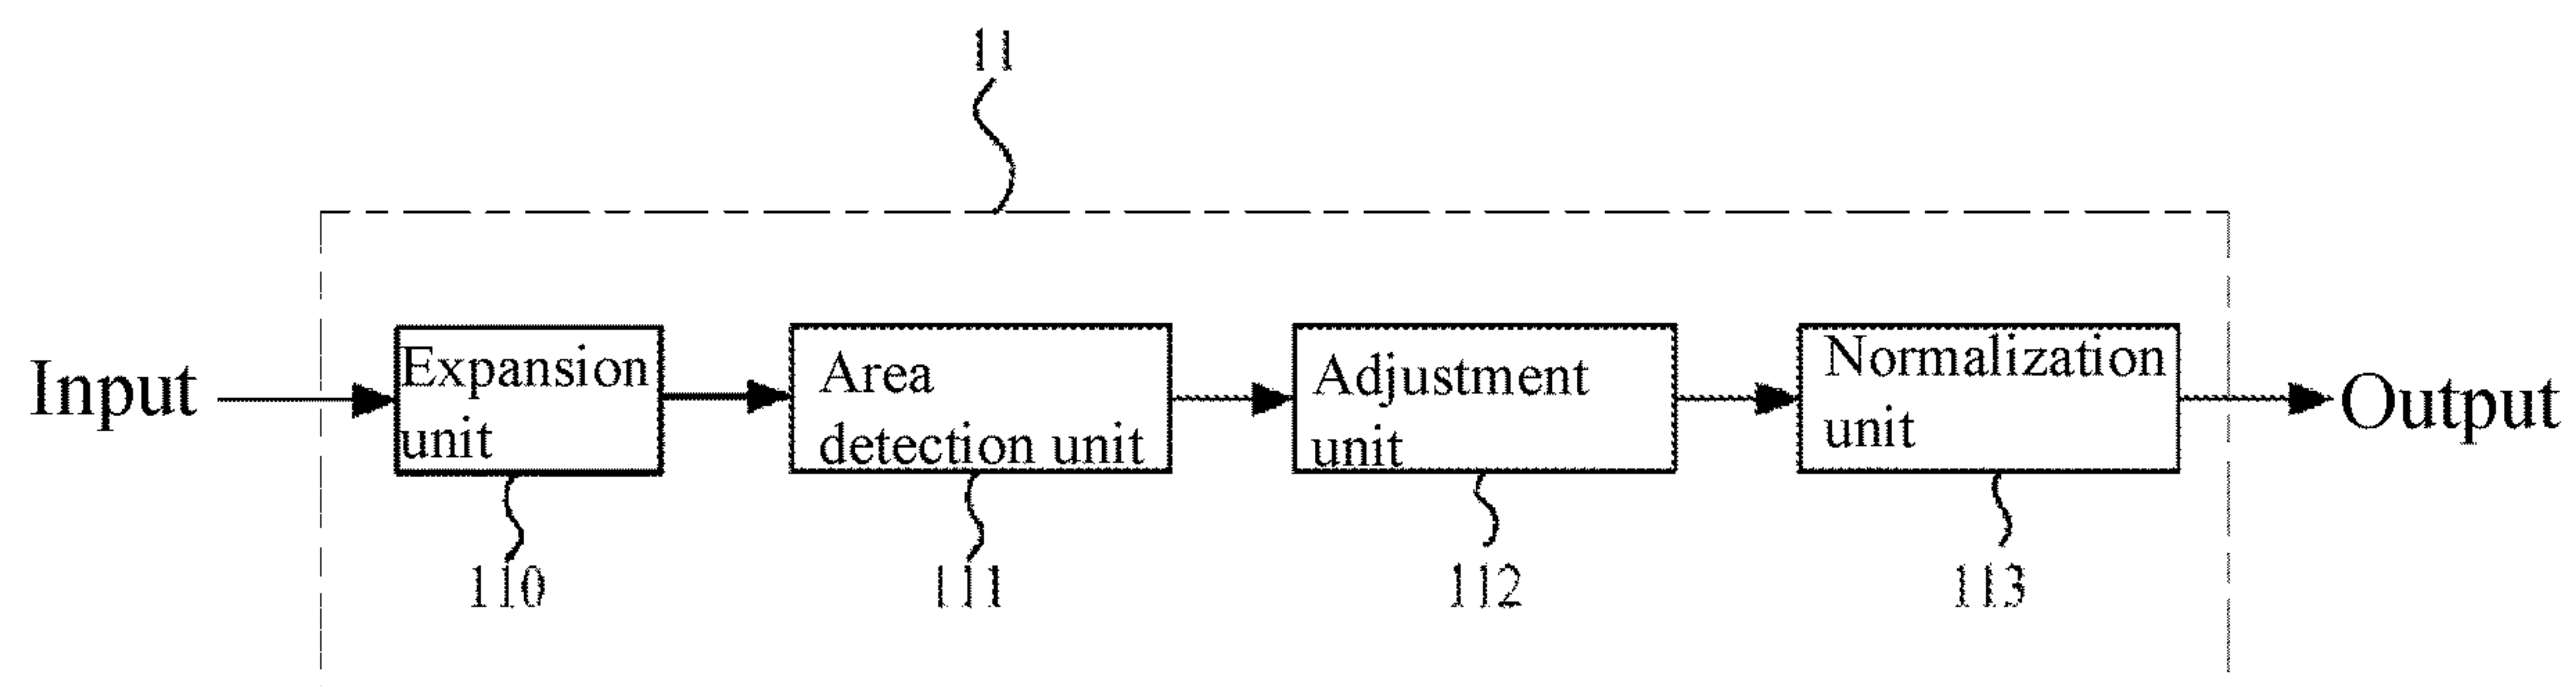 11
Input
Expansion
unit
Area
detection unit
Adjustment
unit
Normalization
unit
Output
110
111
112
113